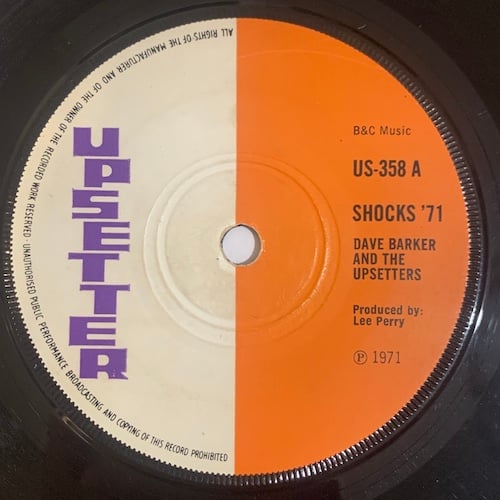 UPSETTER
ALL RIGHTS OF THE MANUFACTURER AND OF THE OWNER OF THE RECORDED WORK RESERVED · UNAUTHORISED PUBLIC PERFORMANCE BROADCASTING AND COPYING OF THIS RECORD PROHIBITED
B&C Music
US-358 A
SHOCKS '71
DAVE BARKER
AND THE
UPSETTERS
Produced by:
Lee Perry
Ⓟ 1971